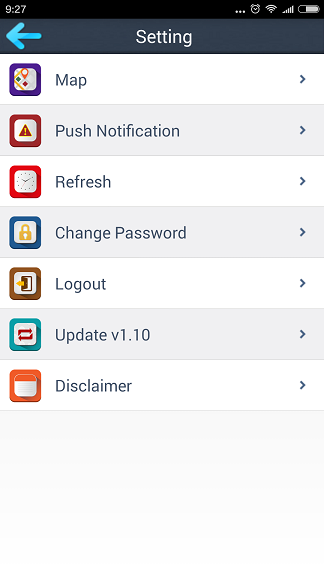 9:27
Setting
Map
Push Notification
Refresh
Change Password
Logout
Update v1.10
Disclaimer